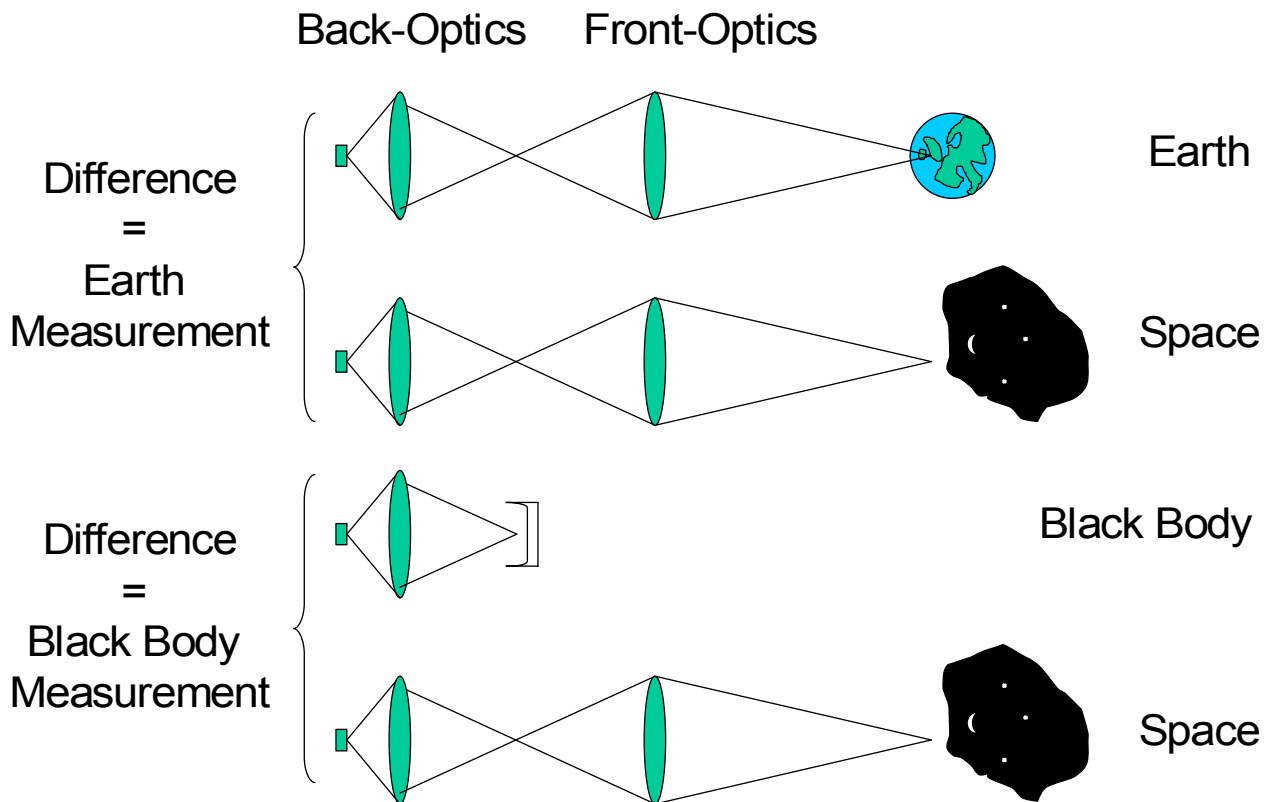 Back-Optics Front-Optics
Difference
=
Earth
Measurement
Earth
Space
Difference
=
Black Body
Measurement
Black Body
Space